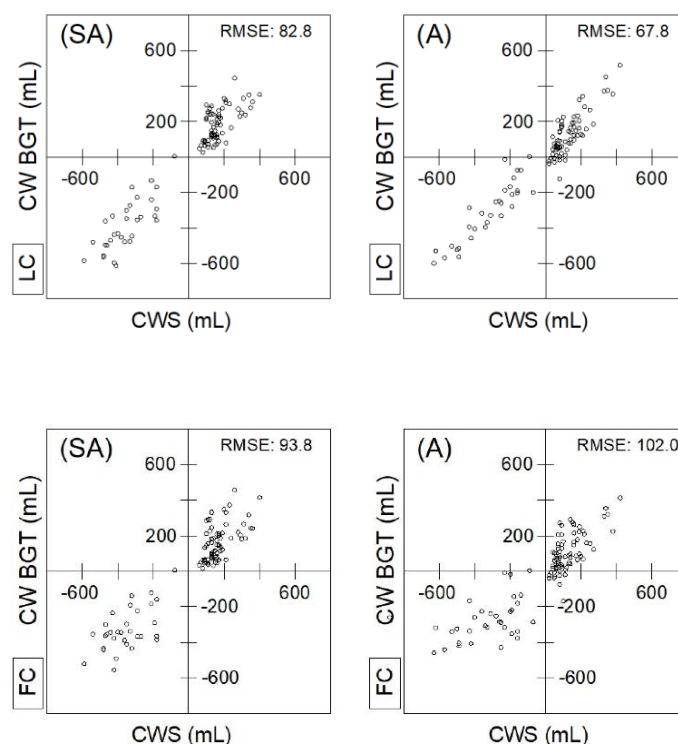 (SA) 600 RMSE: 82.8
CW BGT (mL)
200
-600 600
-200
-600
LC
CWS (mL)
(A) 600 RMSE: 67.8
CW BGT (mL)
200
-600 600
-200
-600
LC
CWS (mL)
(SA) 600 RMSE: 93.8
CW BGT (mL)
200
-600 600
-200
-600
FC
CWS (mL)
(A) 600 RMSE: 102.0
CW BGT (mL)
200
-600 600
-200
-600
FC
CWS (mL)